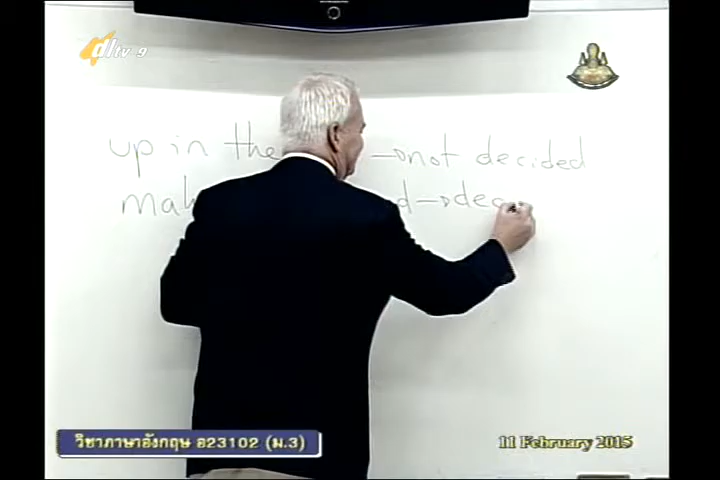 dltv 9
up in the → not decided
mak d → dec
วิชาภาษาอังกฤษ อ23102 (ม.3)
11 February 2015